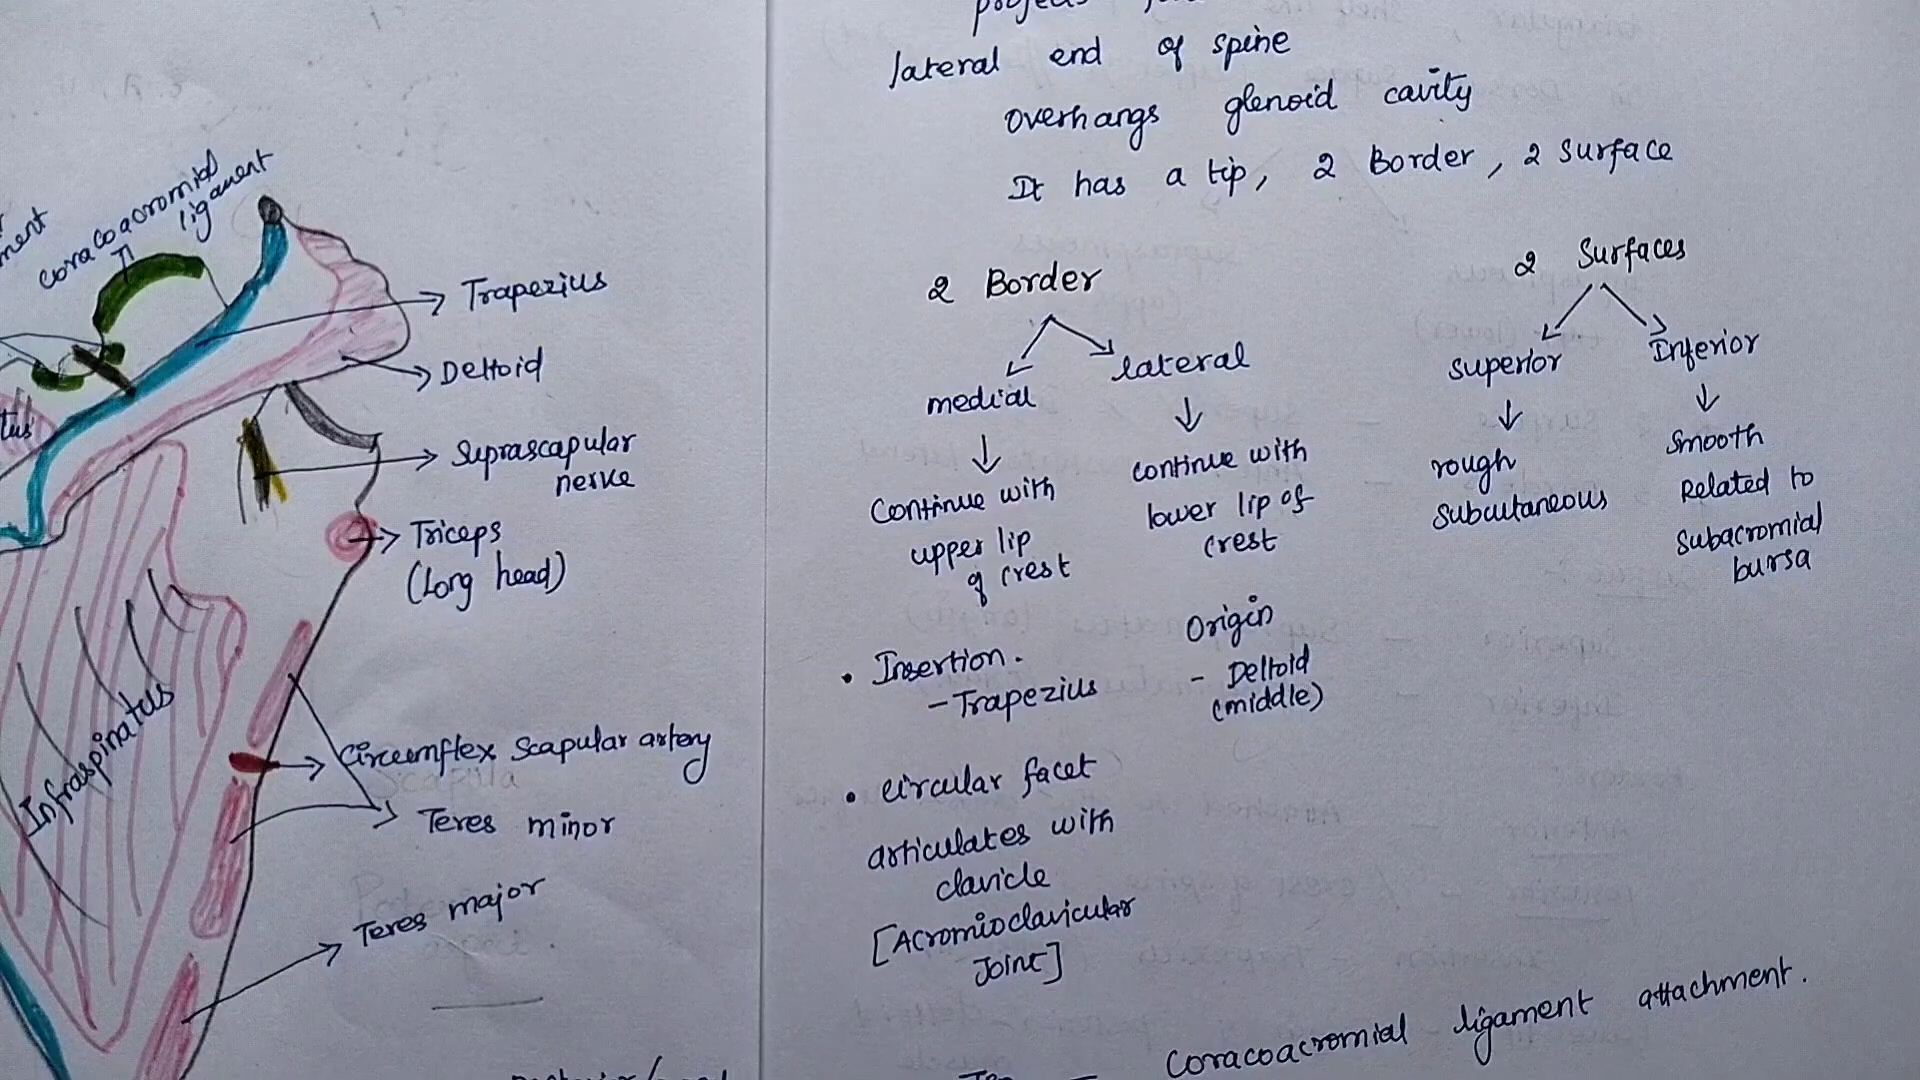 coracoacromial
ligament
Trapezius
Deltoid
Suprascapular
nerve
Triceps
(Long head)
Infraspinatus
Circumflex Scapular artery
Teres minor
Teres major
lateral end of spine
overhangs glenoid cavity
It has a tip, 2 Border, 2 surface
2 Border
medial
Continue with
upper lip
of crest
• Insertion.
- Trapezius
• circular facet
articulates with
clavicle
[Acromioclavicular
Joint]
lateral
continue with
lower lip of
crest
Origin
- Deltoid
(middle)
2 Surfaces
superior
rough
subcutaneous
Inferior
Smooth
Related to
Subacromial
bursa
Coracoacromial ligament attachment.